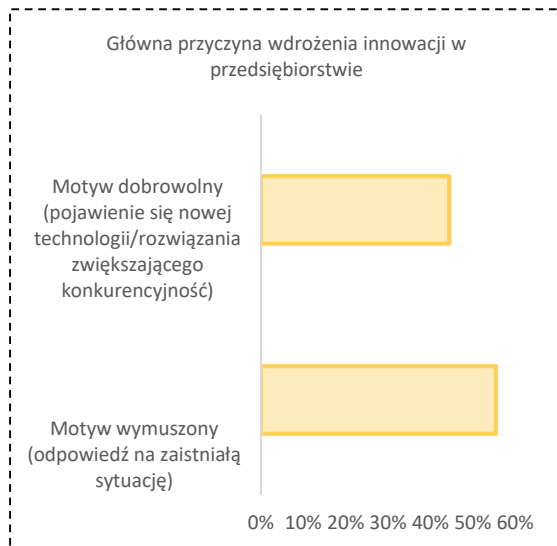 Główna przyczyna wdrożenia innowacji w
przedsiębiorstwie
Motyw dobrowolny
(pojawienie się nowej
technologii/rozwiązania
zwiększającego
konkurencyjność)
Motyw wymuszony
(odpowiedź na zaistniałą
sytuację)
0% 10% 20% 30% 40% 50% 60%